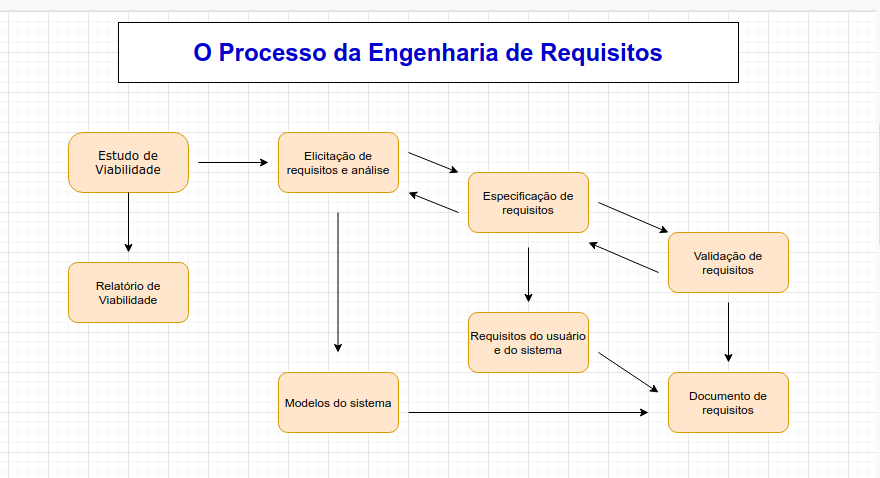 O Processo da Engenharia de Requisitos
Estudo de
Viabilidade
Elicitação de
requisitos e análise
Especificação de
requisitos
Validação de
requisitos
Relatório de
Viabilidade
Requisitos do usuário
e do sistema
Modelos do sistema
Documento de
requisitos